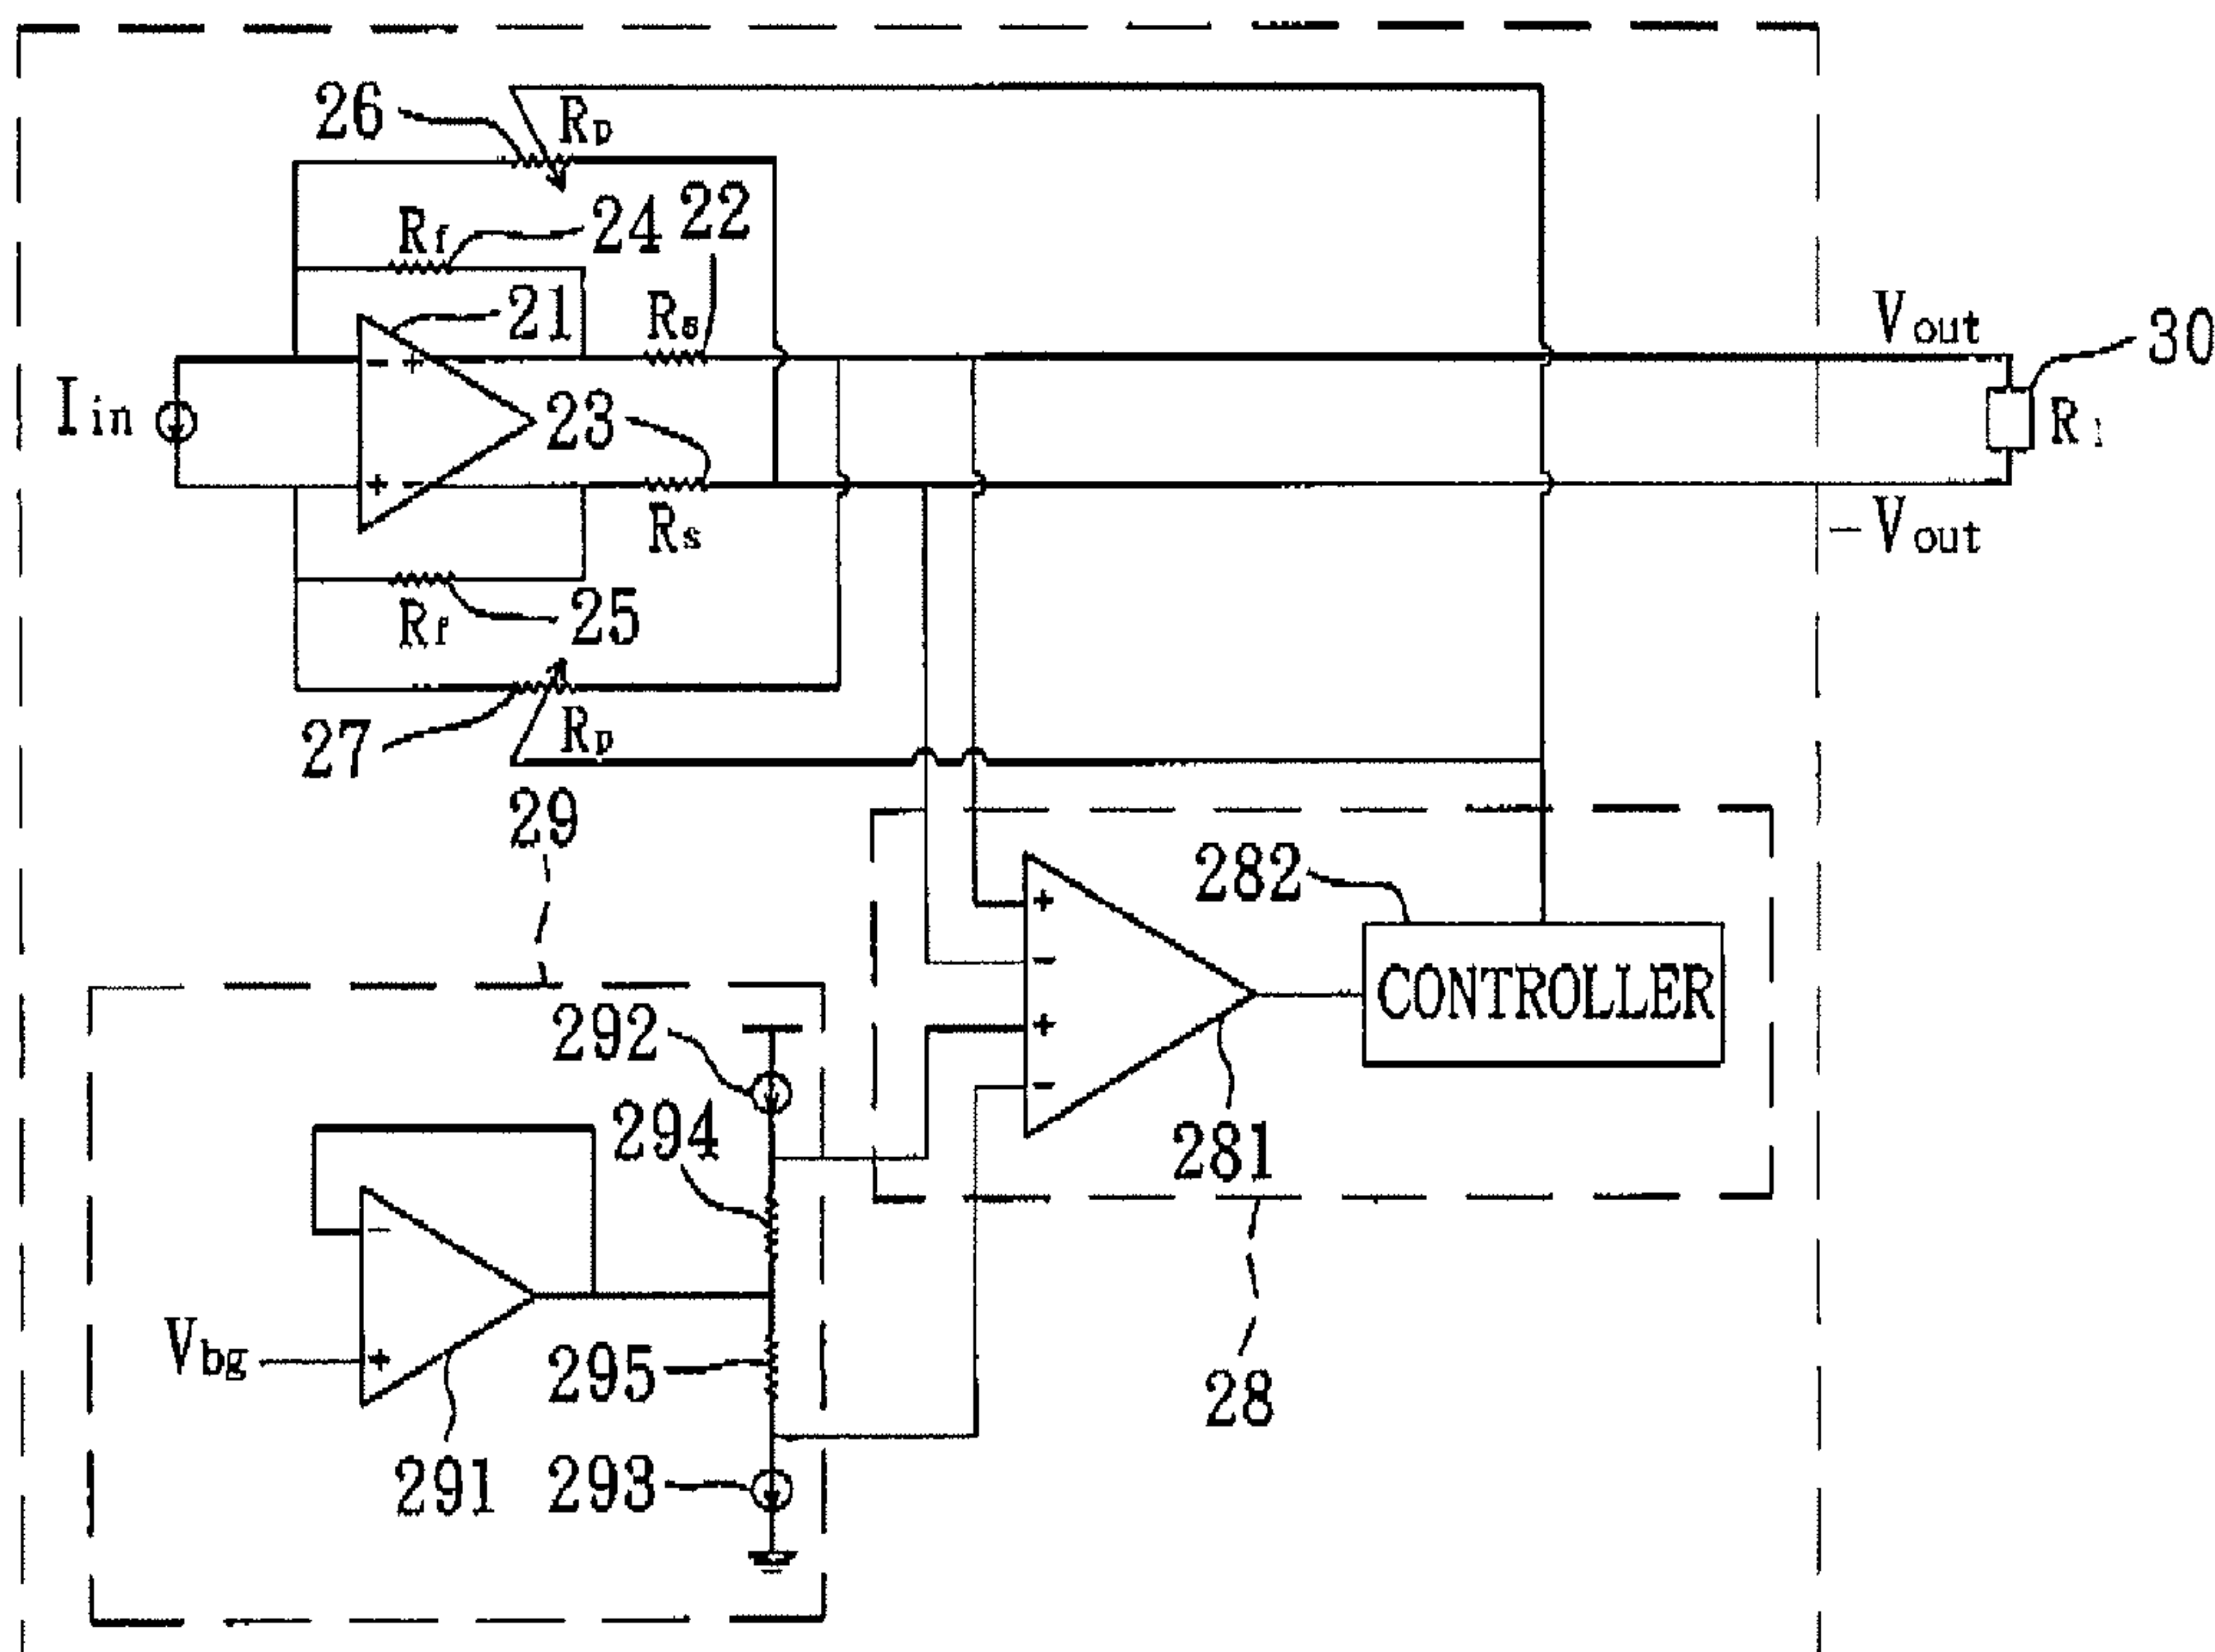 26
Rp
Rf
24
22
21
Rs
Vout
30
Iin
- +
23
R1
+ -
Rs
-Vout
Rf
25
27
Rp
29
282
+
-
CONTROLLER
292
+
294
-
281
-
Vbg
+
295
28
291
293